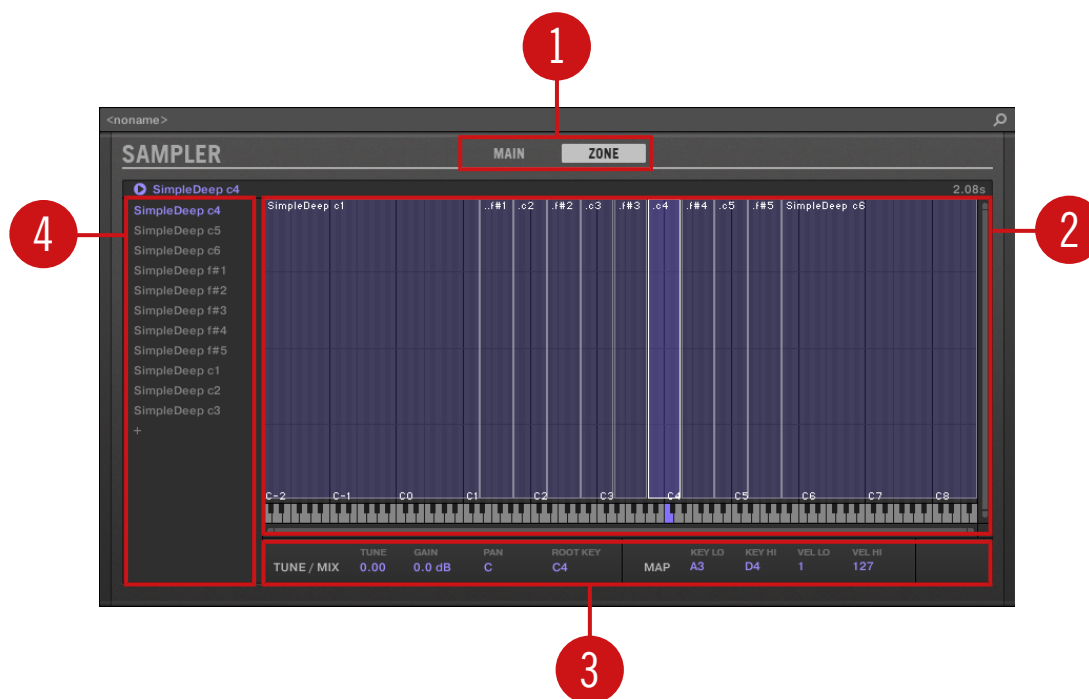 1
<noname>
SAMPLER
MAIN ZONE
SimpleDeep c4 2.08s
4
SimpleDeep c4
SimpleDeep c5
SimpleDeep c6
SimpleDeep f#1
SimpleDeep f#2
SimpleDeep f#3
SimpleDeep f#4
SimpleDeep f#5
SimpleDeep c1
SimpleDeep c2
SimpleDeep c3
+
SimpleDeep c1 ..f#1 .c2 .f#2 .c3 .f#3 .c4 .f#4 .c5 .f#5 SimpleDeep c6
2
C-2 C-1 C0 C1 C2 C3 C4 C5 C6 C7 C8
TUNE GAIN PAN ROOT KEY KEY LO KEY HI VEL LO VEL HI
TUNE / MIX 0.00 0.0 dB C C4 MAP A3 D4 1 127
3